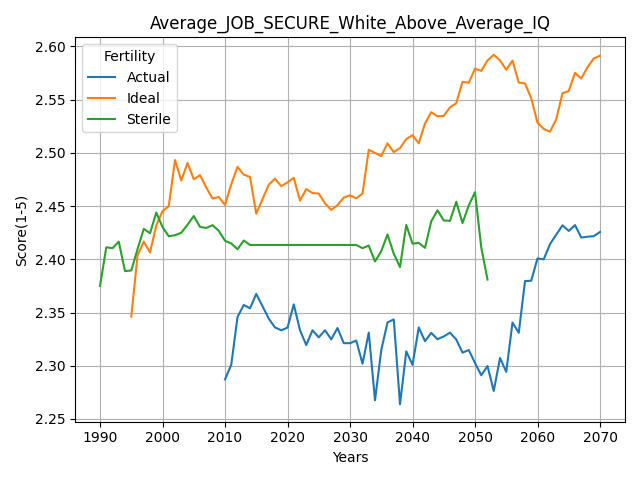 Average_JOB_SECURE_White_Above_Average_IQ
Fertility
Actual
Ideal
Sterile
Score(1-5)
2.60
2.55
2.50
2.45
2.40
2.35
2.30
2.25
1990 2000 2010 2020 2030 2040 2050 2060 2070
Years